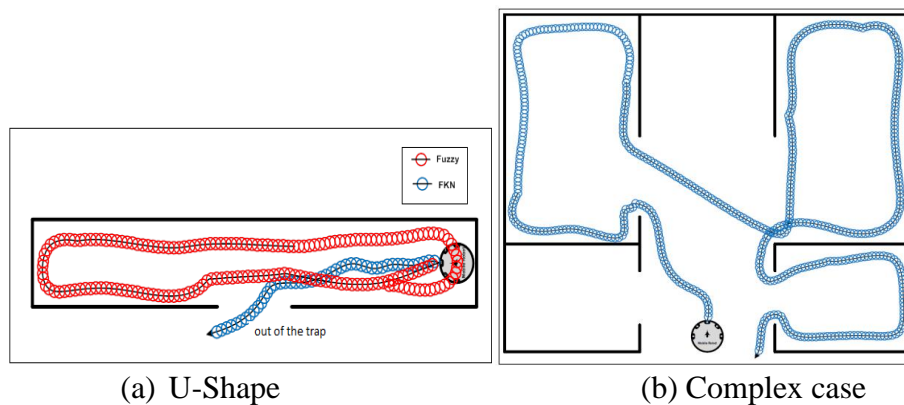 Fuzzy
FKN
out of the trap
(a) U-Shape
(b) Complex case